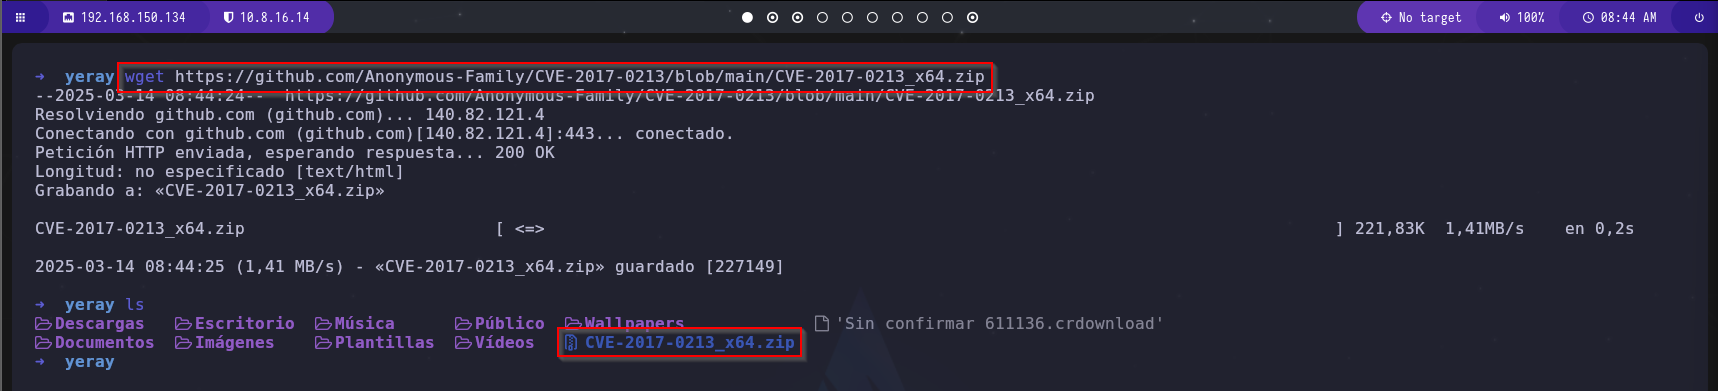 192.168.150.134 10.8.16.14 No target 100% 08:44 AM
➜ yeray wget https://github.com/Anonymous-Family/CVE-2017-0213/blob/main/CVE-2017-0213_x64.zip
--2025-03-14 08:44:24-- https://github.com/Anonymous-Family/CVE-2017-0213/blob/main/CVE-2017-0213_x64.zip
Resolviendo github.com (github.com)... 140.82.121.4
Conectando con github.com (github.com)[140.82.121.4]:443... conectado.
Petición HTTP enviada, esperando respuesta... 200 OK
Longitud: no especificado [text/html]
Grabando a: «CVE-2017-0213_x64.zip»
CVE-2017-0213_x64.zip [ <=> ] 221,83K 1,41MB/s en 0,2s
2025-03-14 08:44:25 (1,41 MB/s) - «CVE-2017-0213_x64.zip» guardado [227149]
➜ yeray ls
Descargas Escritorio Música Público Wallpapers 'Sin confirmar 611136.crdownload'
Documentos Imágenes Plantillas Vídeos CVE-2017-0213_x64.zip
➜ yeray